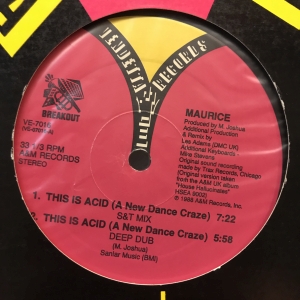 VENDETTA RECORDS
BREAKOUT
VE-7016
33 1/3 RPM
A&M RECORDS
STEREO
MAURICE
Produced by M. Joshua
Additional Production
& Remix by
Les Adams (DMC UK)
Additional Keyboards
Mike Stevens
Original sound recording
made by Trax Records, Chicago
(Original version taken
from the A&M UK album
"House Hallucinates"
HSEA 9002)
1988 A&M Records, Inc.
1. THIS IS ACID (A New Dance Craze) 7:22
S&T MIX
2. THIS IS ACID (A New Dance Craze) 5:58
DEEP DUB
(M. Joshua)
Sanlar Music (BMI)